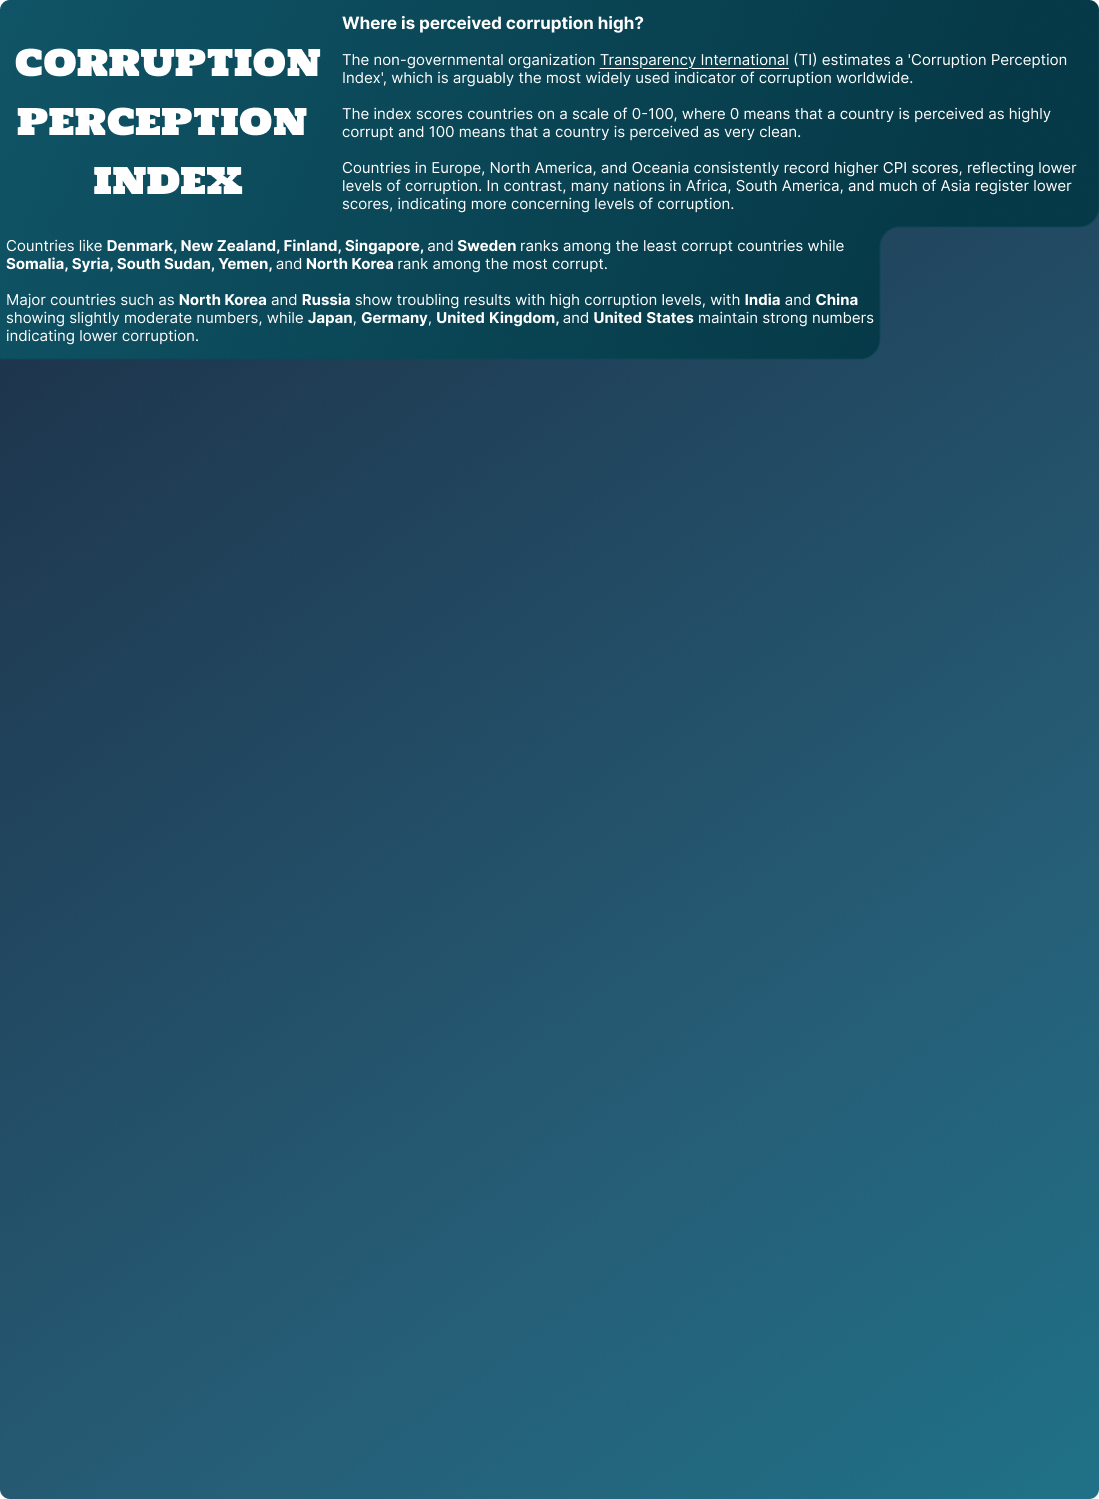 CORRUPTION
PERCEPTION
INDEX
Where is perceived corruption high?
The non-governmental organization Transparency International (TI) estimates a 'Corruption Perception
Index', which is arguably the most widely used indicator of corruption worldwide.
The index scores countries on a scale of 0-100, where 0 means that a country is perceived as highly
corrupt and 100 means that a country is perceived as very clean.
Countries in Europe, North America, and Oceania consistently record higher CPI scores, reflecting lower
levels of corruption. In contrast, many nations in Africa, South America, and much of Asia register lower
scores, indicating more concerning levels of corruption.
Countries like Denmark, New Zealand, Finland, Singapore, and Sweden ranks among the least corrupt countries while
Somalia, Syria, South Sudan, Yemen, and North Korea rank among the most corrupt.
Major countries such as North Korea and Russia show troubling results with high corruption levels, with India and China
showing slightly moderate numbers, while Japan, Germany, United Kingdom, and United States maintain strong numbers
indicating lower corruption.